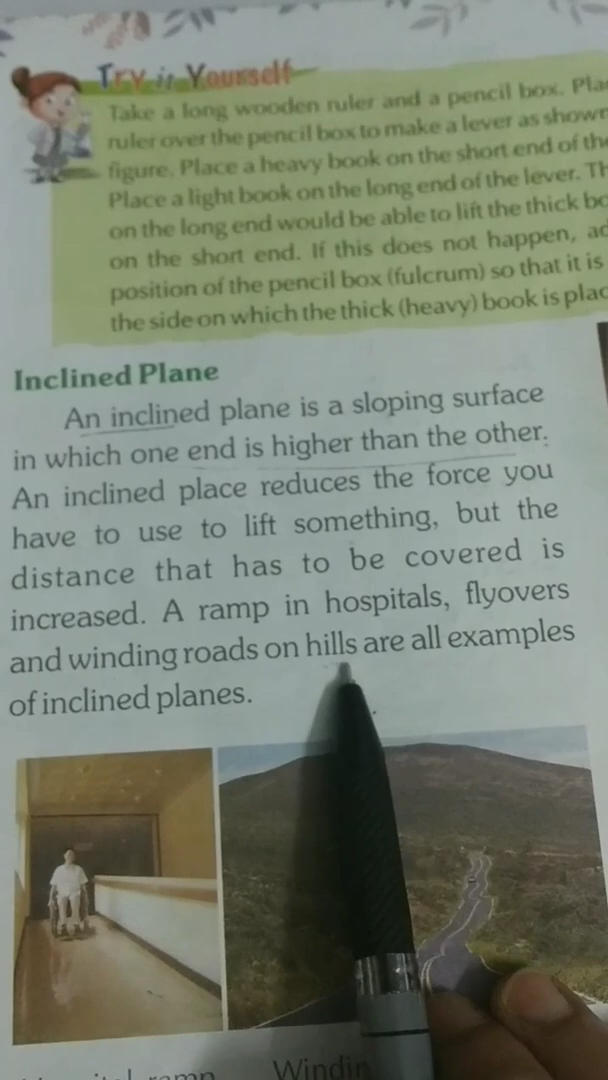 Try it Yourself
Take a long wooden ruler and a pencil box.
ruler over the pencil box to make a lever as shown
figure. Place a heavy book on the short end of
Place a light book on the long end of the lever.
on the long end would be able to lift the thick
on the short end. If this does not happen,
position of the pencil box (fulcrum) so that it is
the side on which the thick (heavy) book is
Inclined Plane
An inclined plane is a sloping surface
in which one end is higher than the other.
An inclined place reduces the force you
have to use to lift something, but the
distance that has to be covered is
increased. A ramp in hospitals, flyovers
and winding roads on hills are all examples
of inclined planes.
ramp